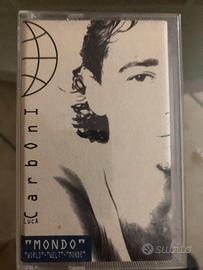 LUCA
CarbonI
"MONDO"
"WORLD"·"WELT"·"MONDE"
subito